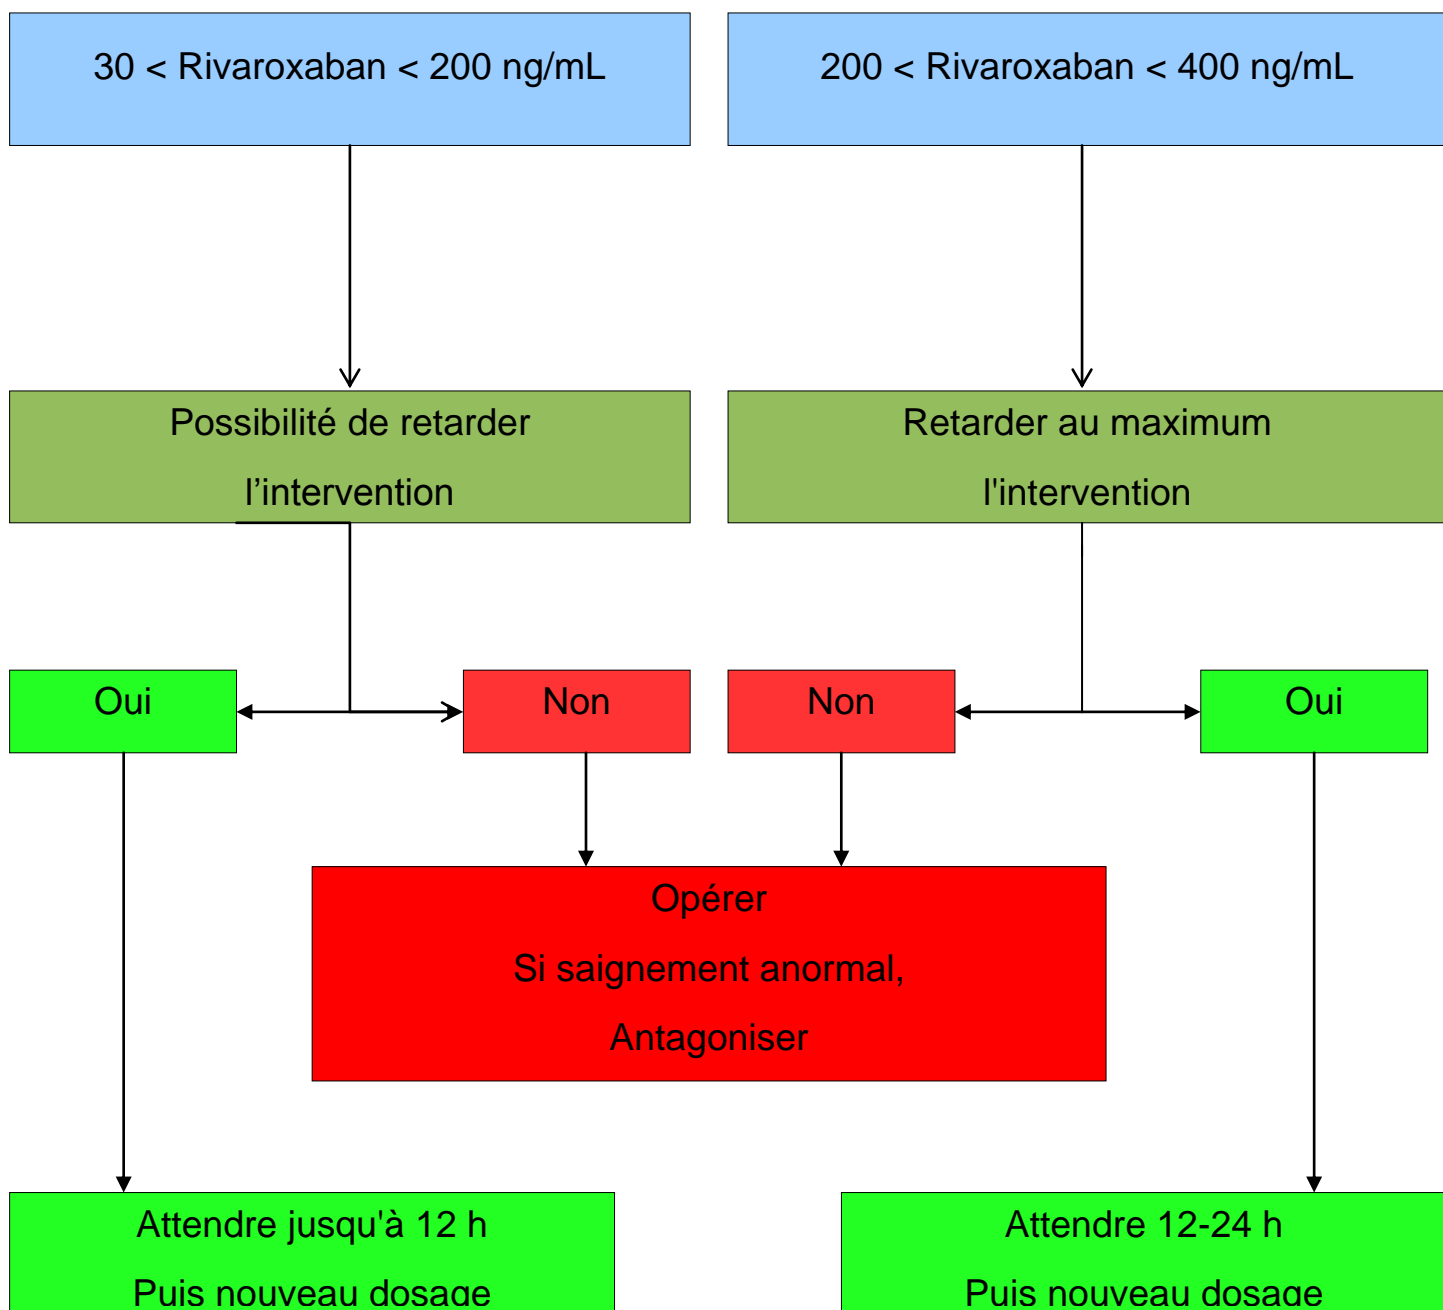 30 < Rivaroxaban < 200 ng/mL
200 < Rivaroxaban < 400 ng/mL
Possibilité de retarder
l’intervention
Retarder au maximum
l'intervention
Oui
Non
Non
Oui
Opérer
Si saignement anormal,
Antagoniser
Attendre jusqu'à 12 h
Puis nouveau dosage
Attendre 12-24 h
Puis nouveau dosage